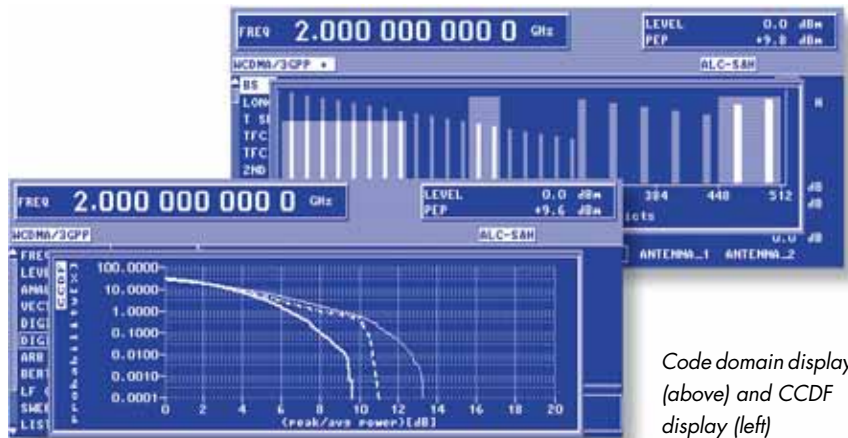 FREQ 2.000 000 000 0 GHz
LEVEL 0.0 dBm
PEP +9.8 dBm
WCDMA/3GPP •
ALC-S&H
BS
T
TFC
TFC
2ND
384 448 512
dB
dB
0.0 dB
ANTENNA_1 ANTENNA_2
FREQ 2.000 000 000 0 GHz
LEVEL 0.0 dBm
PEP +9.6 dBm
WCDMA/3GPP
ALC-S&H
CCDF
100.0000
10.0000
1.0000
0.1000
0.0100
0.0010
0.0001
0 2 4 6 8 10 12 14 16 18 20
(peak/avg power)[dB]
FREQ
LEVE
ANAL
VECT
DIGI
DIGI
ARB
BERT
LF
SWEE
LIST
Code domain display
(above) and CCDF
display (left)